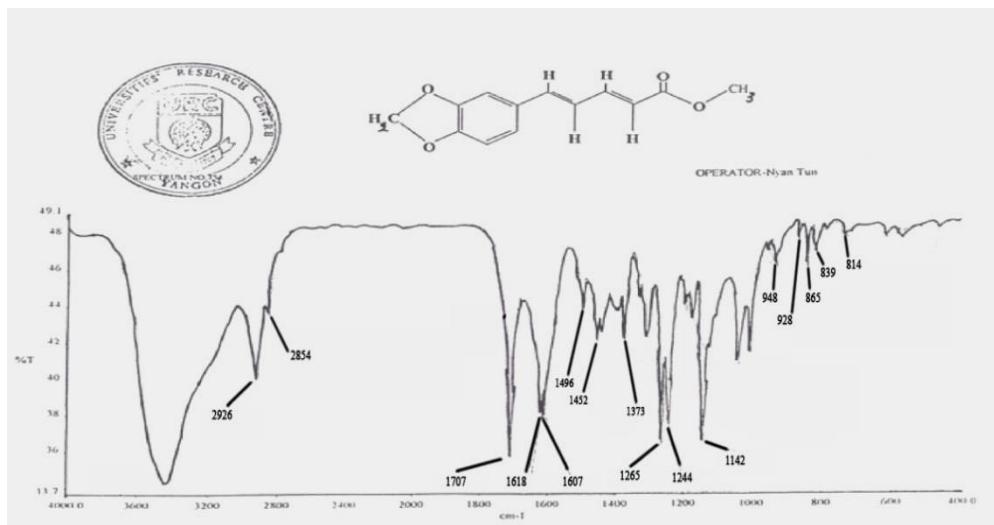 UNIVERSITIES' RESEARCH CENTRE
URC
SPECTRUM NO.
YANGON
H₂C
O
O
H
H
H
H
O
O
CH₃
OPERATOR-Nyan Tun
49.1
48
46
44
42
%T
40
38
36
13.7
2854
2926
1707
1618
1607
1496
1452
1373
1265
1244
1142
948
928
865
839
814
4000.0
3600
3200
2800
2400
2000
1800
1600
1400
1200
1000
800
600
400.0
cm-1